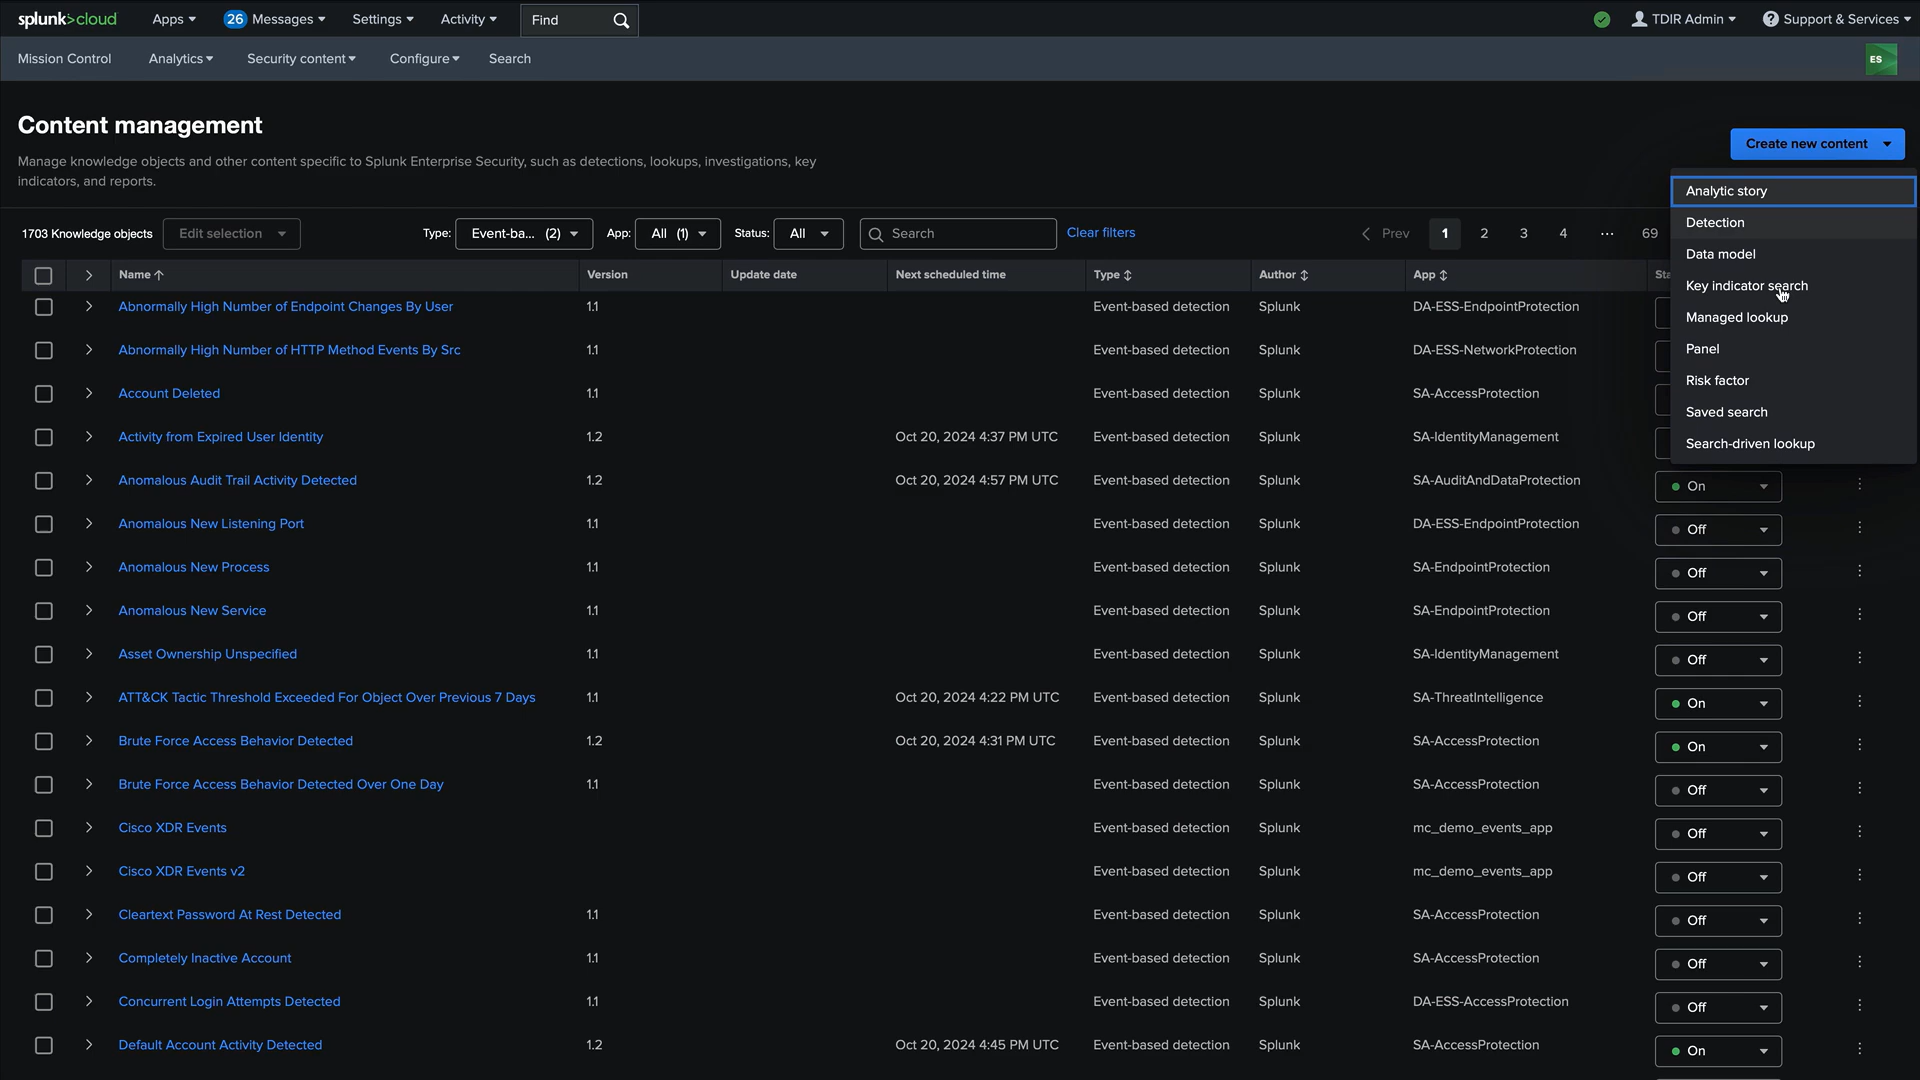 splunk>cloud Apps 26 Messages Settings Activity Find TDIR Admin Support & Services
Mission Control Analytics Security content Configure Search ES
Content management
Create new content
Manage knowledge objects and other content specific to Splunk Enterprise Security, such as detections, lookups, investigations, key
indicators, and reports.
Analytic story
Detection
Data model
Key indicator search
Managed lookup
Panel
Risk factor
Saved search
Search-driven lookup
1703 Knowledge objects Edit selection Type: Event-ba... (2) App: All (1) Status: All Search Clear filters Prev 1 2 3 4 ... 69
Name Version Update date Next scheduled time Type Author App
Abnormally High Number of Endpoint Changes By User 1.1 Event-based detection Splunk DA-ESS-EndpointProtection
Abnormally High Number of HTTP Method Events By Src 1.1 Event-based detection Splunk DA-ESS-NetworkProtection
Account Deleted 1.1 Event-based detection Splunk SA-AccessProtection
Activity from Expired User Identity 1.2 Oct 20, 2024 4:37 PM UTC Event-based detection Splunk SA-IdentityManagement
Anomalous Audit Trail Activity Detected 1.2 Oct 20, 2024 4:57 PM UTC Event-based detection Splunk SA-AuditAndDataProtection On
Anomalous New Listening Port 1.1 Event-based detection Splunk DA-ESS-EndpointProtection Off
Anomalous New Process 1.1 Event-based detection Splunk SA-EndpointProtection Off
Anomalous New Service 1.1 Event-based detection Splunk SA-EndpointProtection Off
Asset Ownership Unspecified 1.1 Event-based detection Splunk SA-IdentityManagement Off
ATT&CK Tactic Threshold Exceeded For Object Over Previous 7 Days 1.1 Oct 20, 2024 4:22 PM UTC Event-based detection Splunk SA-ThreatIntelligence On
Brute Force Access Behavior Detected 1.2 Oct 20, 2024 4:31 PM UTC Event-based detection Splunk SA-AccessProtection On
Brute Force Access Behavior Detected Over One Day 1.1 Event-based detection Splunk SA-AccessProtection Off
Cisco XDR Events Event-based detection Splunk mc_demo_events_app Off
Cisco XDR Events v2 Event-based detection Splunk mc_demo_events_app Off
Cleartext Password At Rest Detected 1.1 Event-based detection Splunk SA-AccessProtection Off
Completely Inactive Account 1.1 Event-based detection Splunk SA-AccessProtection Off
Concurrent Login Attempts Detected 1.1 Event-based detection Splunk DA-ESS-AccessProtection Off
Default Account Activity Detected 1.2 Oct 20, 2024 4:45 PM UTC Event-based detection Splunk SA-AccessProtection On